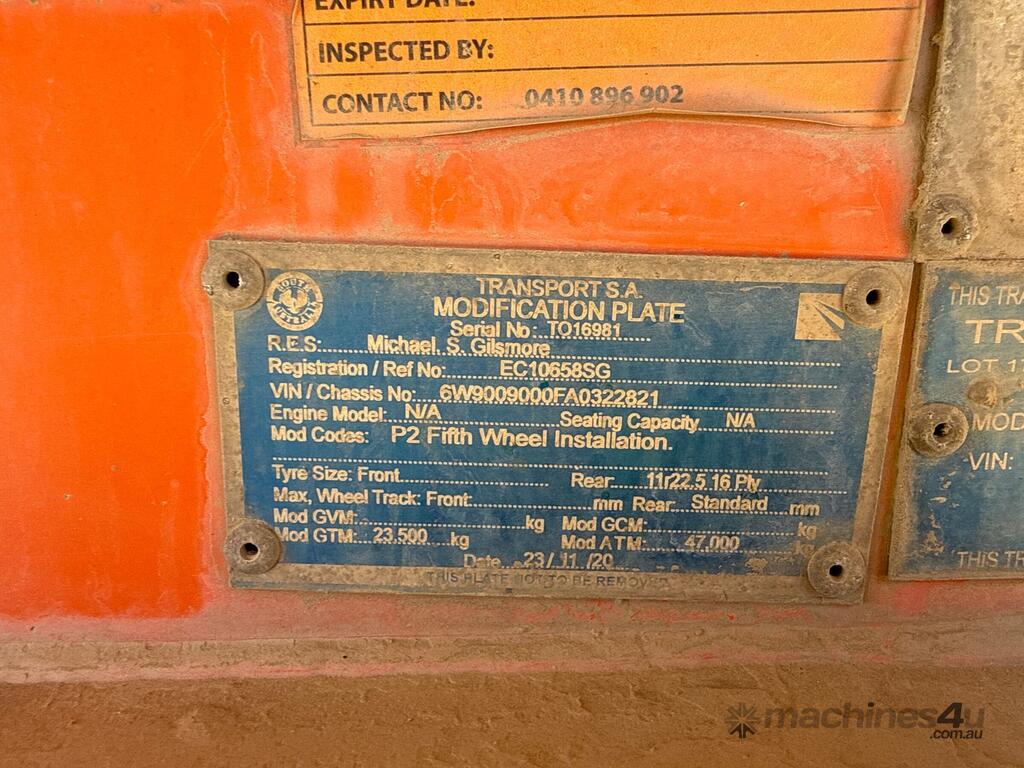 EXPIRY DATE:
INSPECTED BY:
CONTACT NO: 0410 896 902
SOUTH AUSTRALIA
TRANSPORT S.A.
MODIFICATION PLATE
Serial No: TO16981
R.E.S: Michael. S. Gilsmore
Registration / Ref No: EC10658SG
VIN / Chassis No: 6W9009000FA0322821
Engine Model: N/A Seating Capacity N/A
Mod Codes: P2 Fifth Wheel Installation.
Tyre Size: Front Rear 11r22.5 16 Ply
Max, Wheel Track: Front: mm Rear Standard mm
Mod GVM: kg Mod GCM: kg
Mod GTM: 23.500 kg Mod ATM: 47.000 kg
Date 23/ 11 /20
THIS PLATE NOT TO BE REMOVED
THIS TRA
TR
LOT 1
MOD
VIN:
THIS TR
machines4u
.com.au